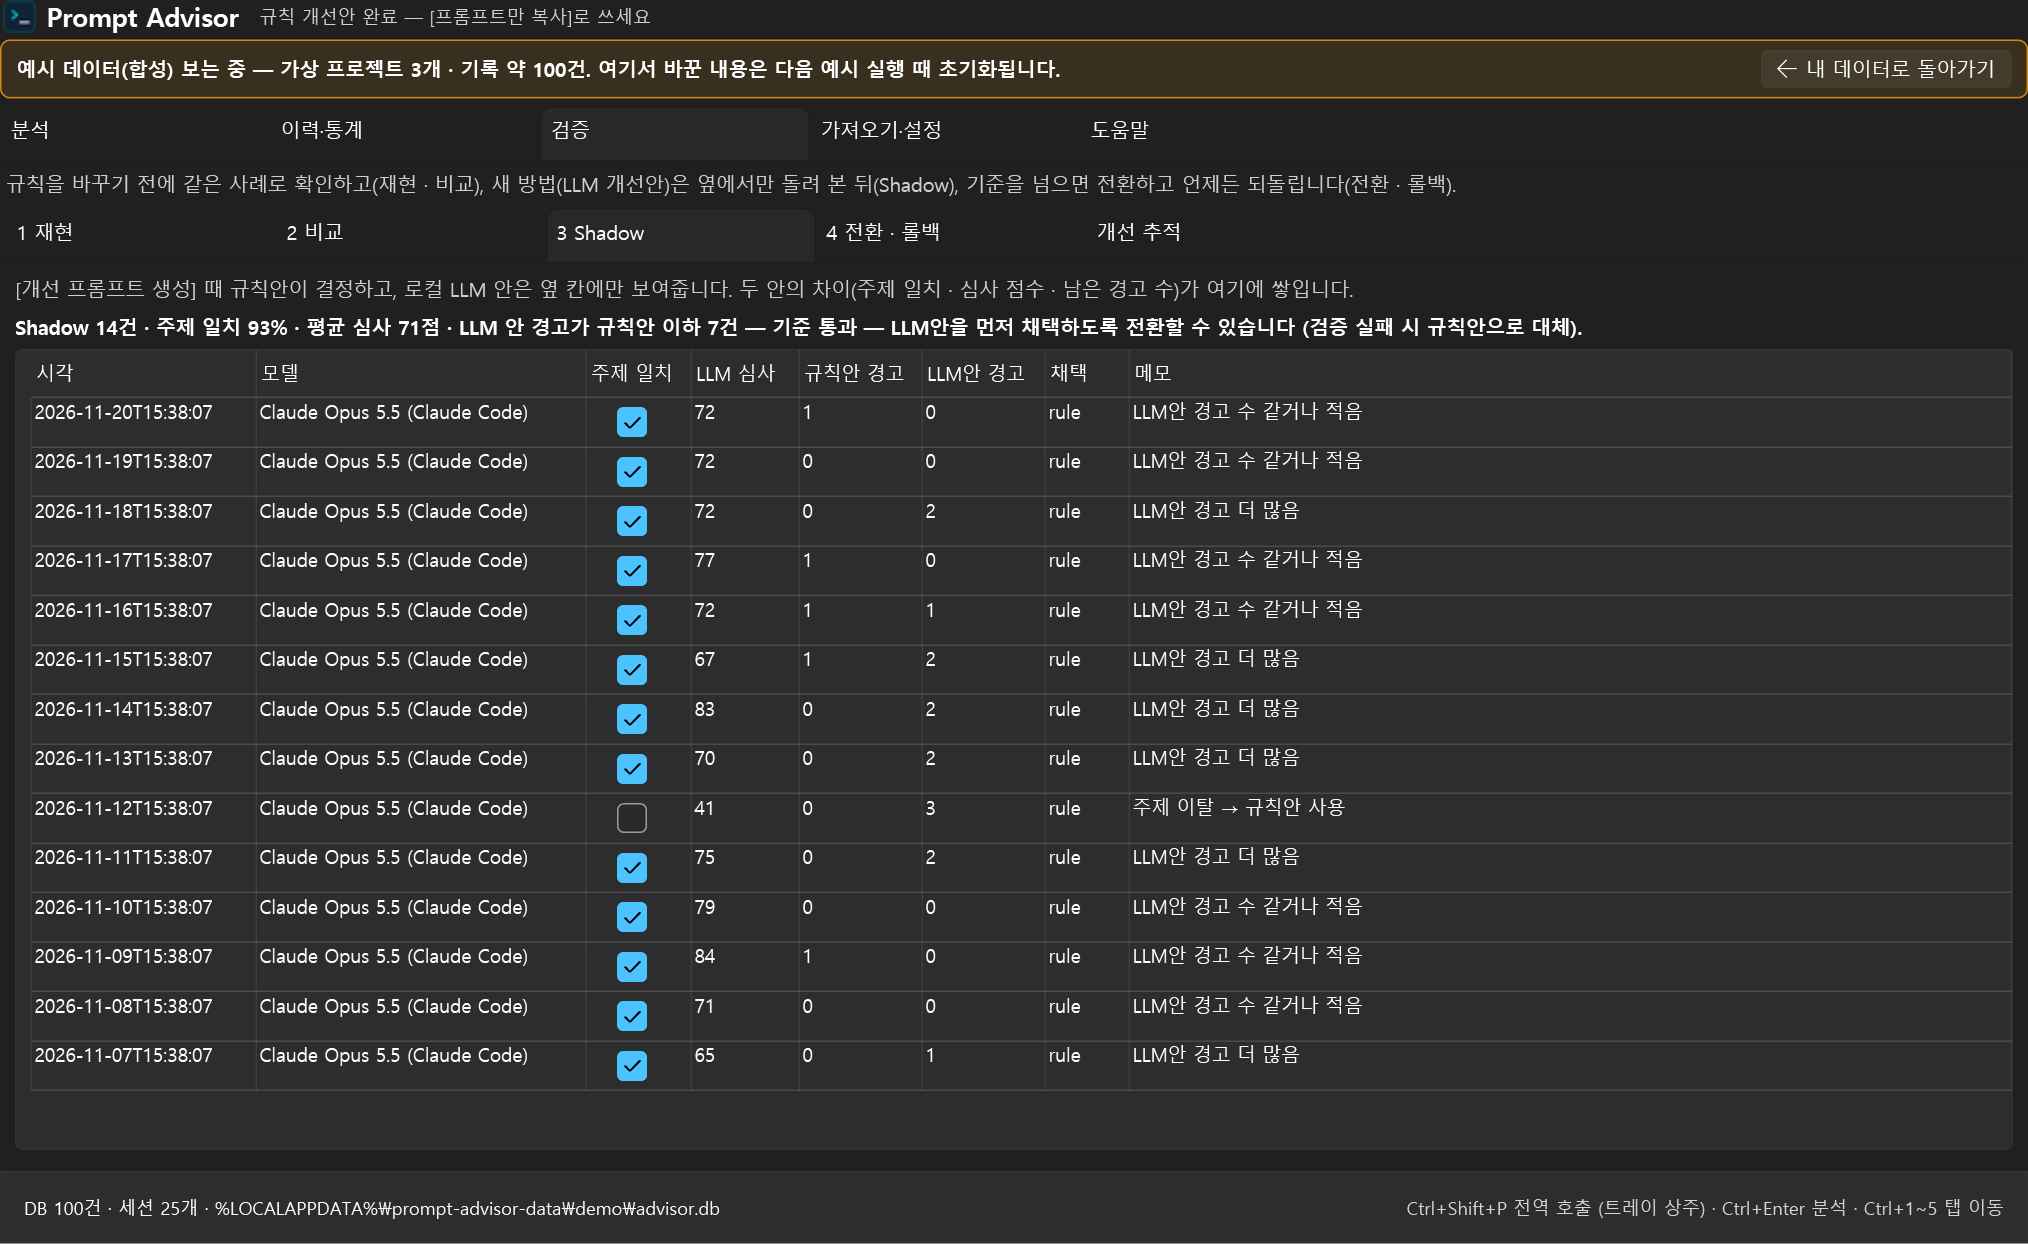 Prompt Advisor 규칙 개선안 완료 — [프롬프트만 복사]로 쓰세요
예시 데이터(합성) 보는 중 — 가상 프로젝트 3개 · 기록 약 100건. 여기서 바꾼 내용은 다음 예시 실행 때 초기화됩니다. ← 내 데이터로 돌아가기
분석 이력·통계 검증 가져오기·설정 도움말
규칙을 바꾸기 전에 같은 사례로 확인하고(재현 · 비교), 새 방법(LLM 개선안)은 옆에서만 돌려 본 뒤(Shadow), 기준을 넘으면 전환하고 언제든 되돌립니다(전환 · 롤백).
1 재현 2 비교 3 Shadow 4 전환 · 롤백 개선 추적
[개선 프롬프트 생성] 때 규칙안이 결정하고, 로컬 LLM 안은 옆 칸에만 보여줍니다. 두 안의 차이(주제 일치 · 심사 점수 · 남은 경고 수)가 여기에 쌓입니다.
Shadow 14건 · 주제 일치 93% · 평균 심사 71점 · LLM 안 경고가 규칙안 이하 7건 — 기준 통과 — LLM안을 먼저 채택하도록 전환할 수 있습니다 (검증 실패 시 규칙안으로 대체).
시각 모델 주제 일치 LLM 심사 규칙안 경고 LLM안 경고 채택 메모
2026-11-20T15:38:07 Claude Opus 5.5 (Claude Code) 72 1 0 rule LLM안 경고 수 같거나 적음
2026-11-19T15:38:07 Claude Opus 5.5 (Claude Code) 72 0 0 rule LLM안 경고 수 같거나 적음
2026-11-18T15:38:07 Claude Opus 5.5 (Claude Code) 72 0 2 rule LLM안 경고 더 많음
2026-11-17T15:38:07 Claude Opus 5.5 (Claude Code) 77 1 0 rule LLM안 경고 수 같거나 적음
2026-11-16T15:38:07 Claude Opus 5.5 (Claude Code) 72 1 1 rule LLM안 경고 수 같거나 적음
2026-11-15T15:38:07 Claude Opus 5.5 (Claude Code) 67 1 2 rule LLM안 경고 더 많음
2026-11-14T15:38:07 Claude Opus 5.5 (Claude Code) 83 0 2 rule LLM안 경고 더 많음
2026-11-13T15:38:07 Claude Opus 5.5 (Claude Code) 70 0 2 rule LLM안 경고 더 많음
2026-11-12T15:38:07 Claude Opus 5.5 (Claude Code) 41 0 3 rule 주제 이탈 → 규칙안 사용
2026-11-11T15:38:07 Claude Opus 5.5 (Claude Code) 75 0 2 rule LLM안 경고 더 많음
2026-11-10T15:38:07 Claude Opus 5.5 (Claude Code) 79 0 0 rule LLM안 경고 수 같거나 적음
2026-11-09T15:38:07 Claude Opus 5.5 (Claude Code) 84 1 0 rule LLM안 경고 수 같거나 적음
2026-11-08T15:38:07 Claude Opus 5.5 (Claude Code) 71 0 0 rule LLM안 경고 수 같거나 적음
2026-11-07T15:38:07 Claude Opus 5.5 (Claude Code) 65 0 1 rule LLM안 경고 더 많음
DB 100건 · 세션 25개 · %LOCALAPPDATA%₩prompt-advisor-data₩demo₩advisor.db Ctrl+Shift+P 전역 호출 (트레이 상주) · Ctrl+Enter 분석 · Ctrl+1~5 탭 이동